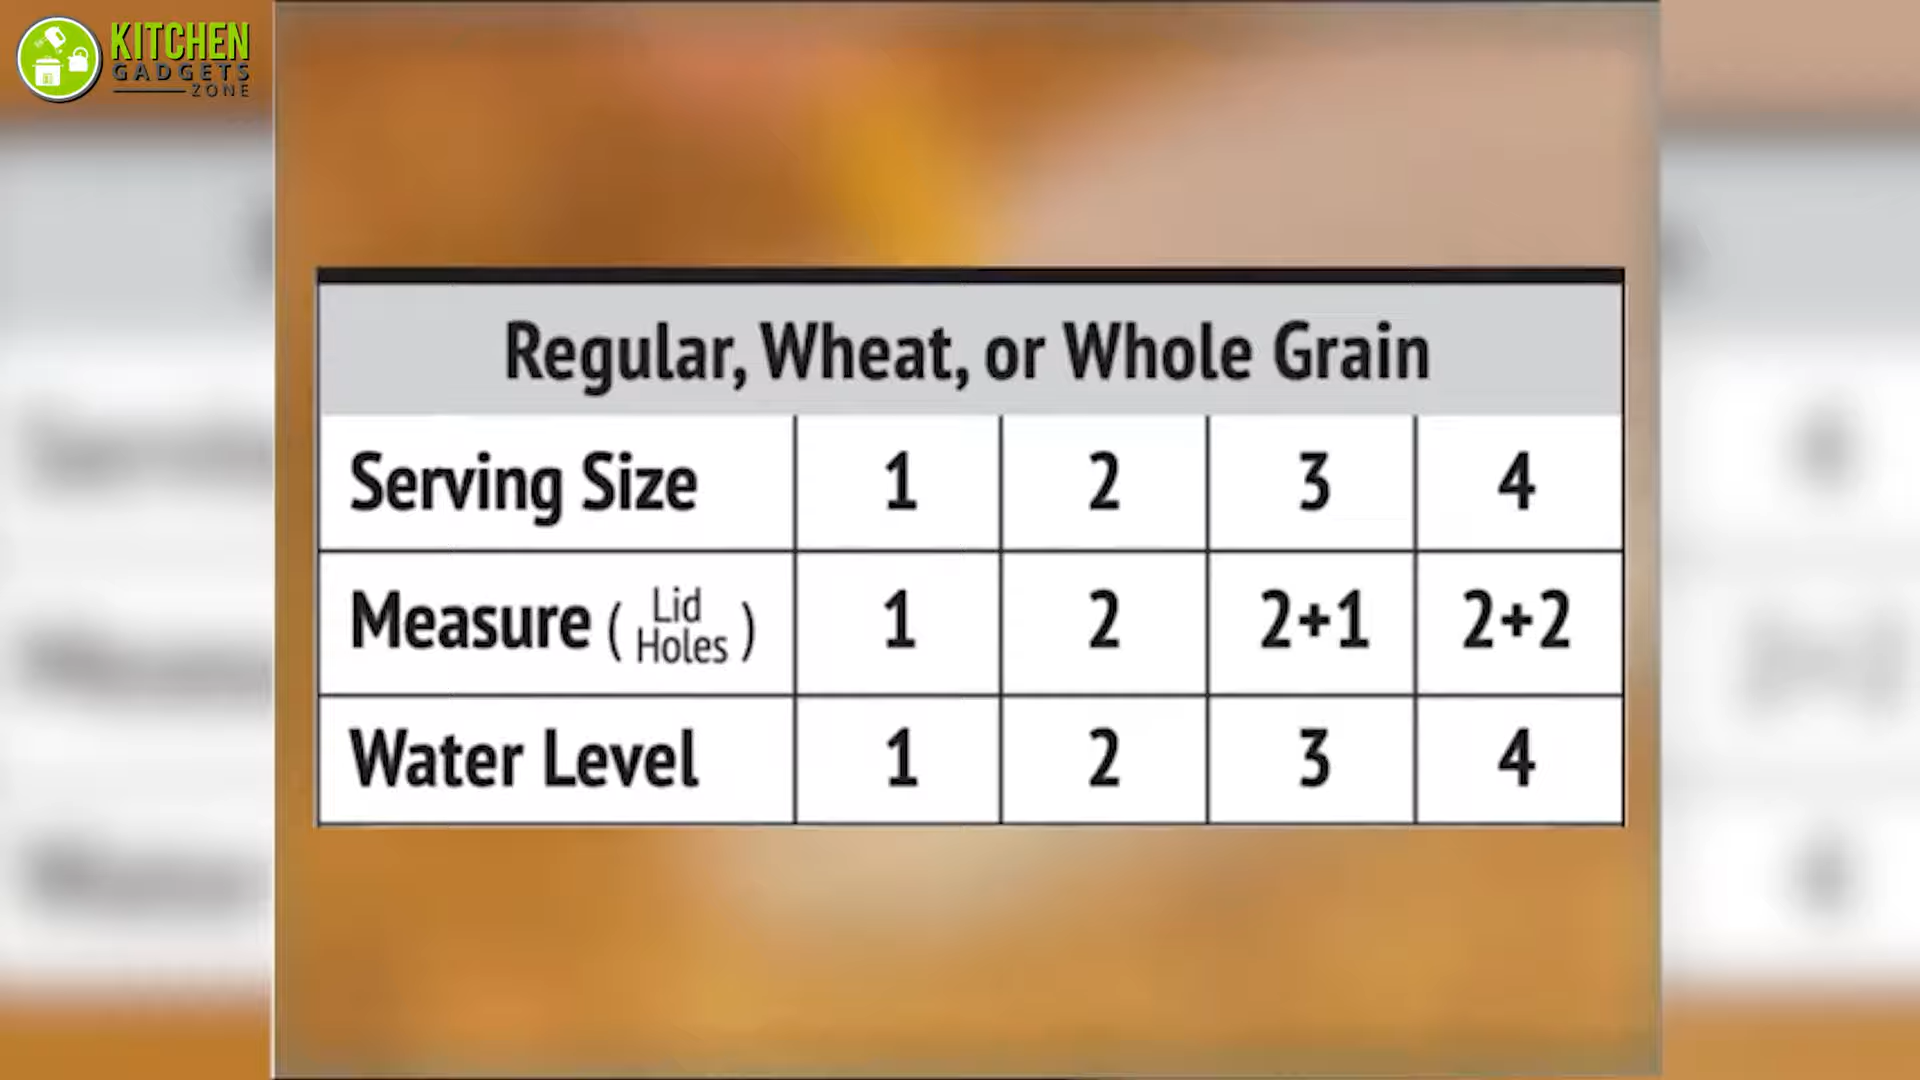 KITCHEN
GADGETS
ZONE
Regular, Wheat, or Whole Grain
Serving Size 1 2 3 4
Measure (Lid Holes) 1 2 2+1 2+2
Water Level 1 2 3 4